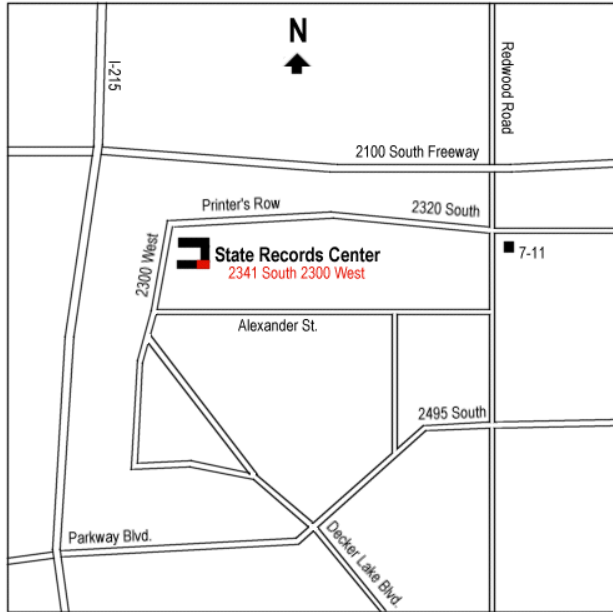 N
I-215
Redwood Road
2100 South Freeway
Printer's Row
2320 South
2300 West
State Records Center
2341 South 2300 West
7-11
Alexander St.
2495 South
Parkway Blvd.
Decker Lake Blvd.